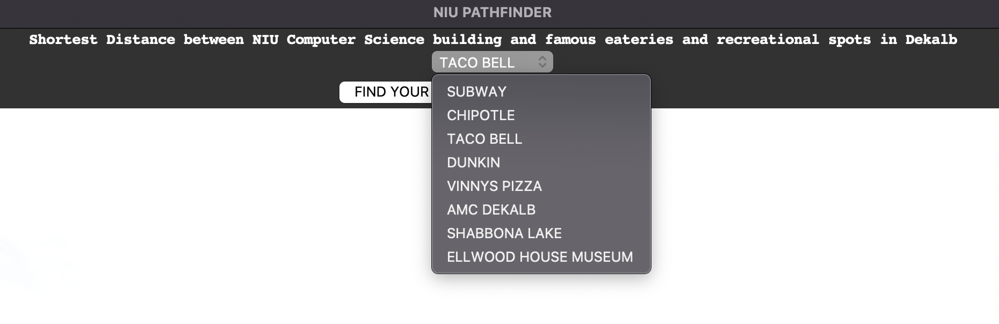 NIU PATHFINDER
Shortest Distance between NIU Computer Science building and famous eateries and recreational spots in Dekalb
TACO BELL
FIND YOUR
SUBWAY
CHIPOTLE
TACO BELL
DUNKIN
VINNYS PIZZA
AMC DEKALB
SHABBONA LAKE
ELLWOOD HOUSE MUSEUM